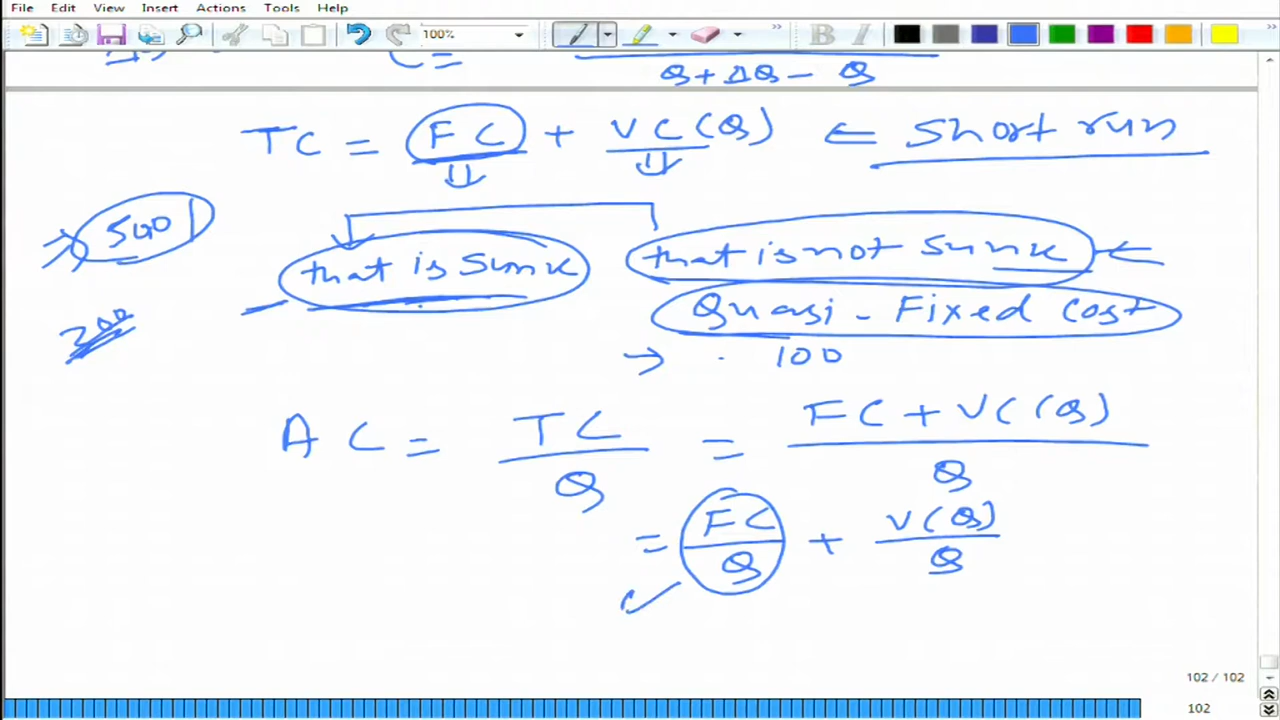 File Edit View Insert Actions Tools Help
100%
Q + ΔQ - Q
TC = FC + VC(Q) ⇐ Short run
500
that is sunk
that is not sunk
Quasi - Fixed cost
→ 100
AC = TC / Q = FC + VC(Q) / Q
= FC / Q + V(Q) / Q
102 / 102
102